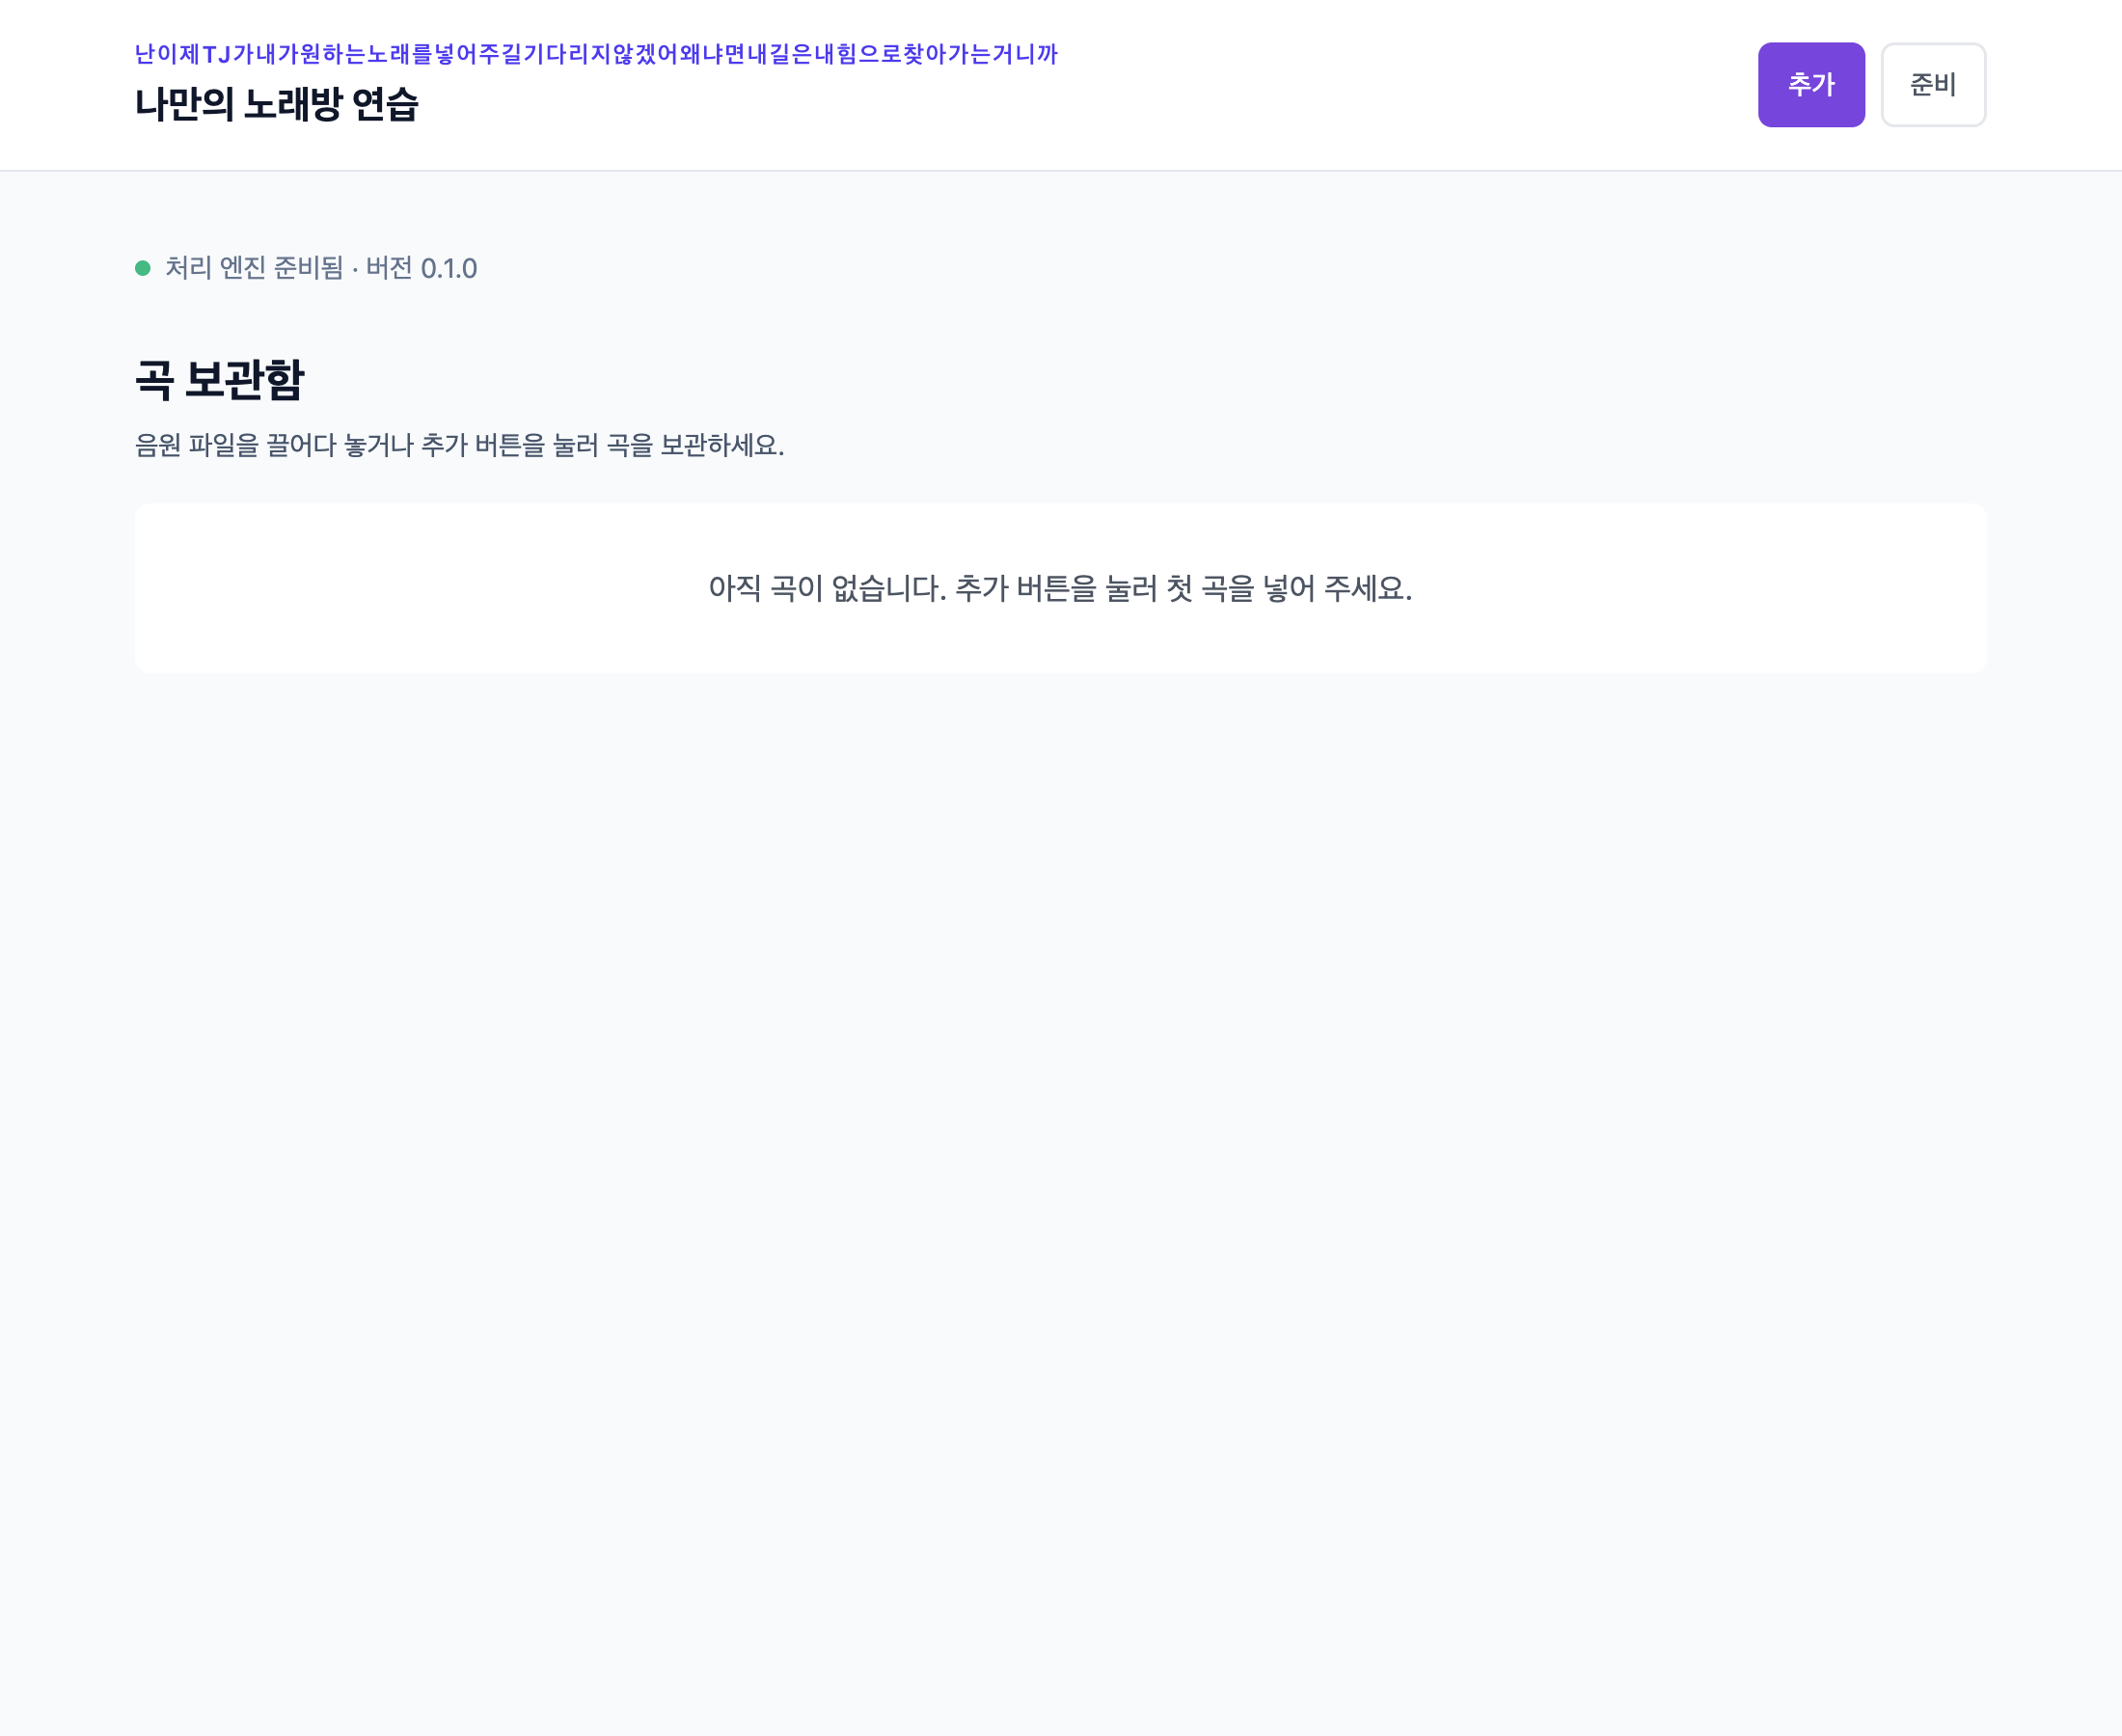 난이제TJ가내가원하는노래를넣어주길기다리지않겠어왜냐면내길은내힘으로찾아가는거니까
나만의 노래방 연습
추가
준비
처리 엔진 준비됨 · 버전 0.1.0
곡 보관함
음원 파일을 끌어다 놓거나 추가 버튼을 눌러 곡을 보관하세요.
아직 곡이 없습니다. 추가 버튼을 눌러 첫 곡을 넣어 주세요.